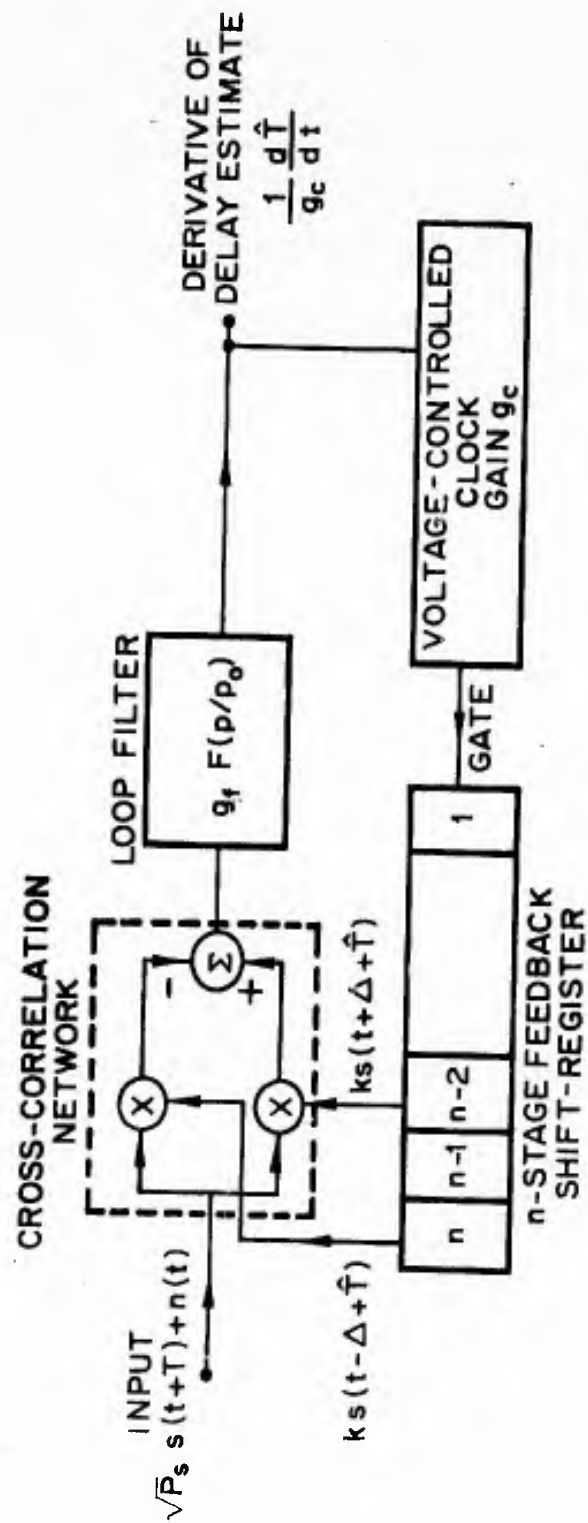 CROSS-CORRELATION
NETWORK
LOOP FILTER
g_f F(p/p_o)
DERIVATIVE OF
DELAY ESTIMATE
1/g_c dT̂/dt
INPUT
√P_s s(t+T)+n(t)
X
X
Σ
−
+
ks(t-Δ+T̂)
ks(t+Δ+T̂)
n
n-1
n-2
1
GATE
VOLTAGE-CONTROLLED
CLOCK
GAIN g_c
n-STAGE FEEDBACK
SHIFT-REGISTER